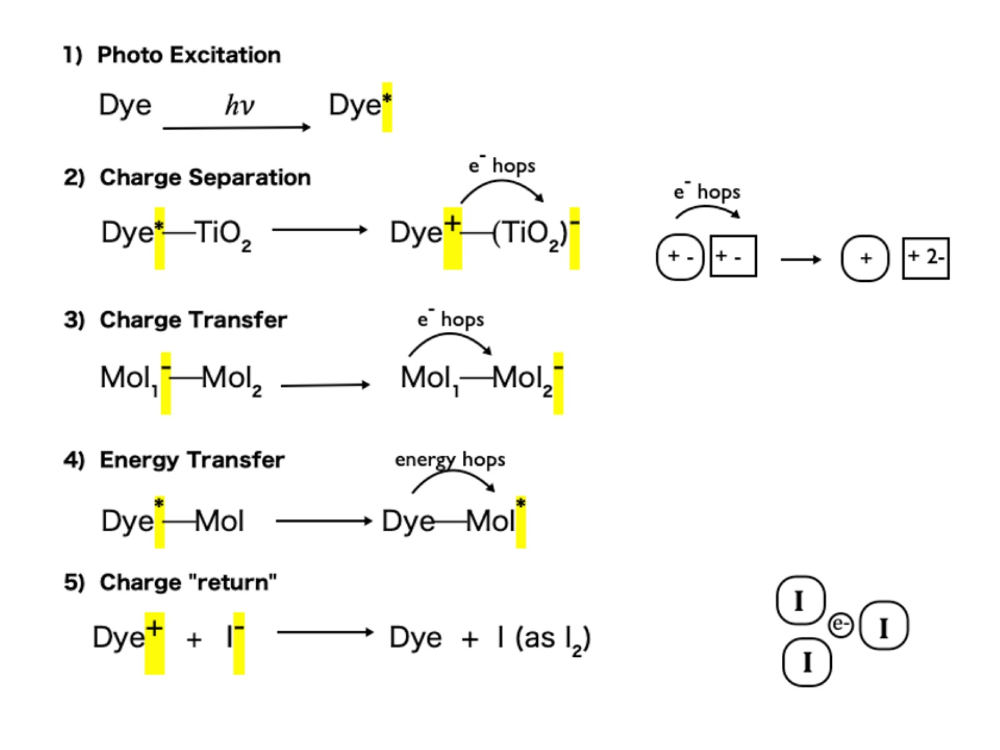 1) Photo Excitation
Dye hν Dye*
2) Charge Separation
e⁻ hops
Dye*—TiO₂ Dye⁺—(TiO₂)⁻
e⁻ hops
+ - + - + + 2-
3) Charge Transfer
e⁻ hops
Mol₁⁻—Mol₂ Mol₁—Mol₂⁻
4) Energy Transfer
energy hops
Dye*—Mol Dye—Mol*
5) Charge "return"
Dye⁺ + I⁻ Dye + I (as I₂)
I
e-
I
I